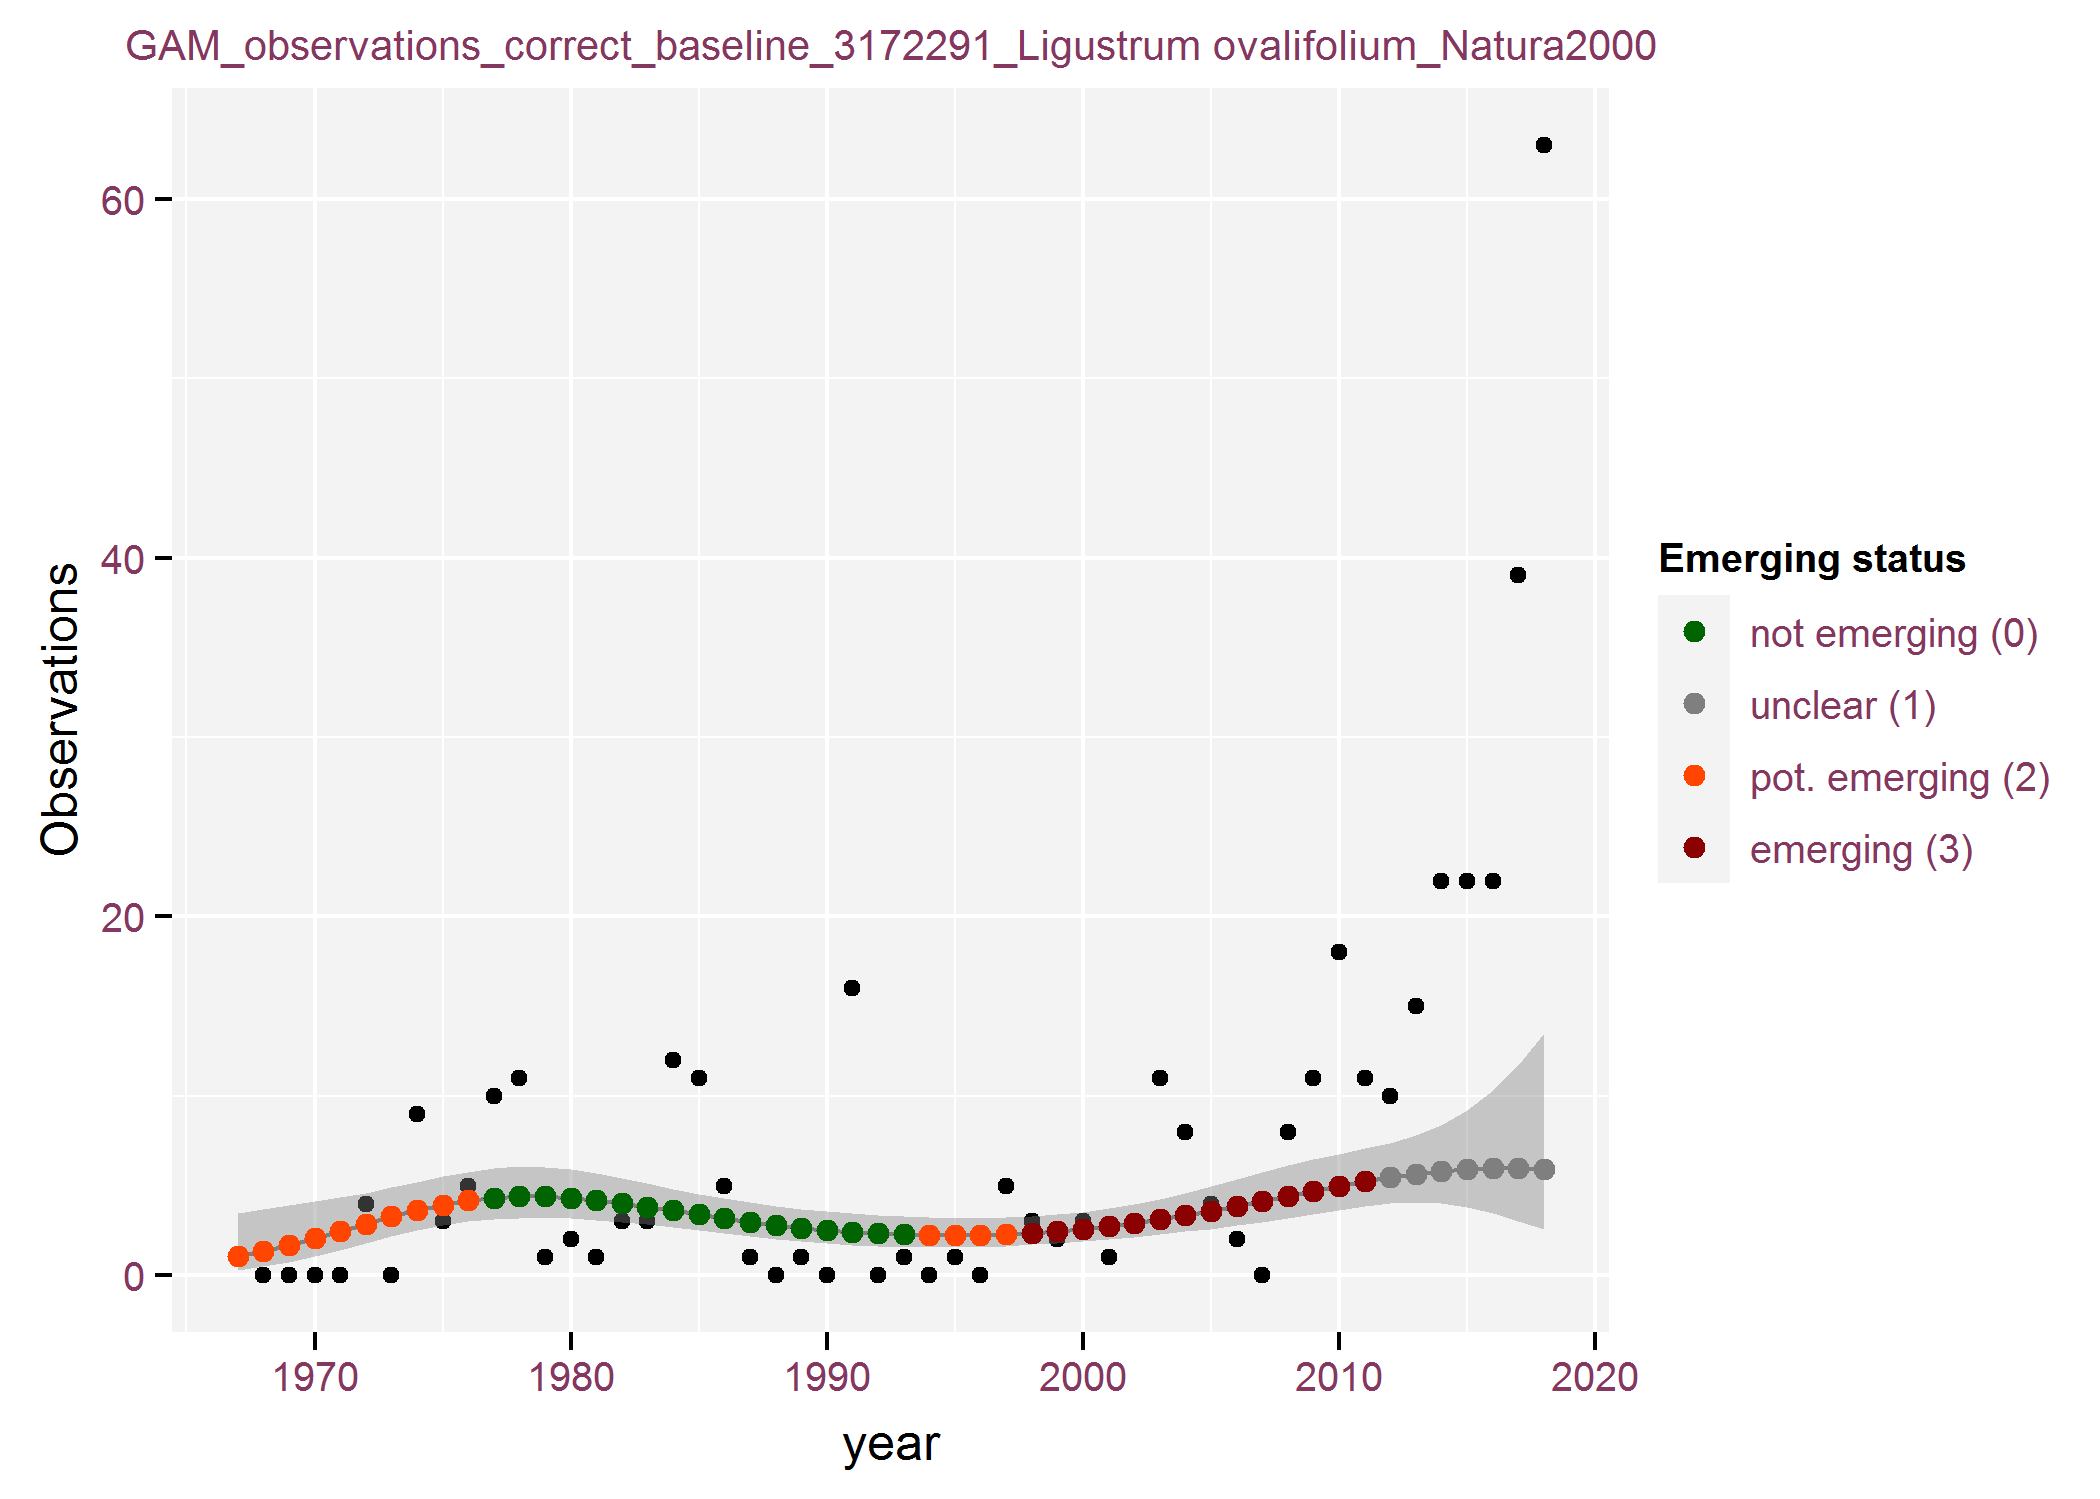 GAM_observations_correct_baseline_3172291_Ligustrum ovalifolium_Natura2000
Observations
60
40
20
0
1970 1980 1990 2000 2010 2020
year
Emerging status
not emerging (0)
unclear (1)
pot. emerging (2)
emerging (3)